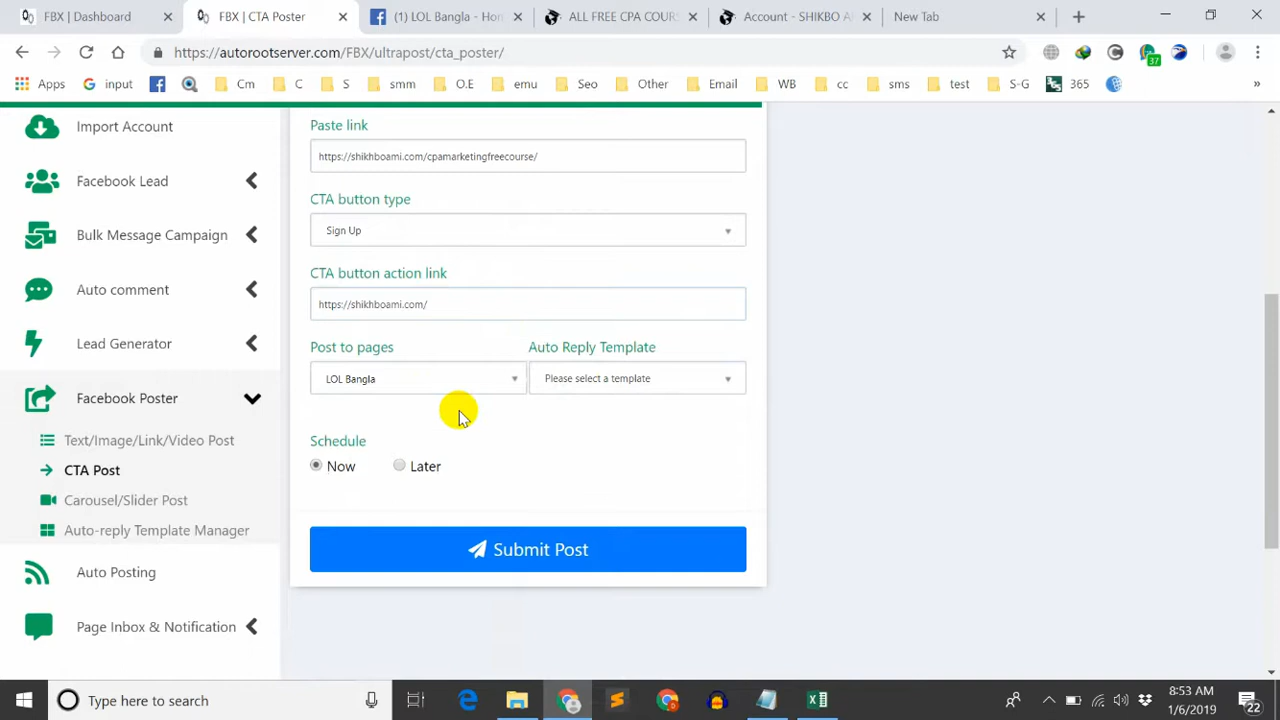 FBX | Dashboard
FBX | CTA Poster
(1) LOL Bangla - Hon
ALL FREE CPA COURS
Account - SHIKBO A
New Tab
https://autorootserver.com/FBX/ultrapost/cta_poster/
37
Apps
input
Cm
C
S
smm
O.E
emu
Seo
Other
Email
WB
cc
sms
test
S-G
365
»
Import Account
Facebook Lead
Bulk Message Campaign
Auto comment
Lead Generator
Facebook Poster
Text/Image/Link/Video Post
CTA Post
Carousel/Slider Post
Auto-reply Template Manager
Auto Posting
Page Inbox & Notification
Paste link
https://shikhboami.com/cpamarketingfreecourse/
CTA button type
Sign Up
CTA button action link
https://shikhboami.com/
Post to pages
Auto Reply Template
LOL Bangla
Please select a template
Schedule
Now
Later
Submit Post
Type here to search
8:53 AM
1/6/2019
22